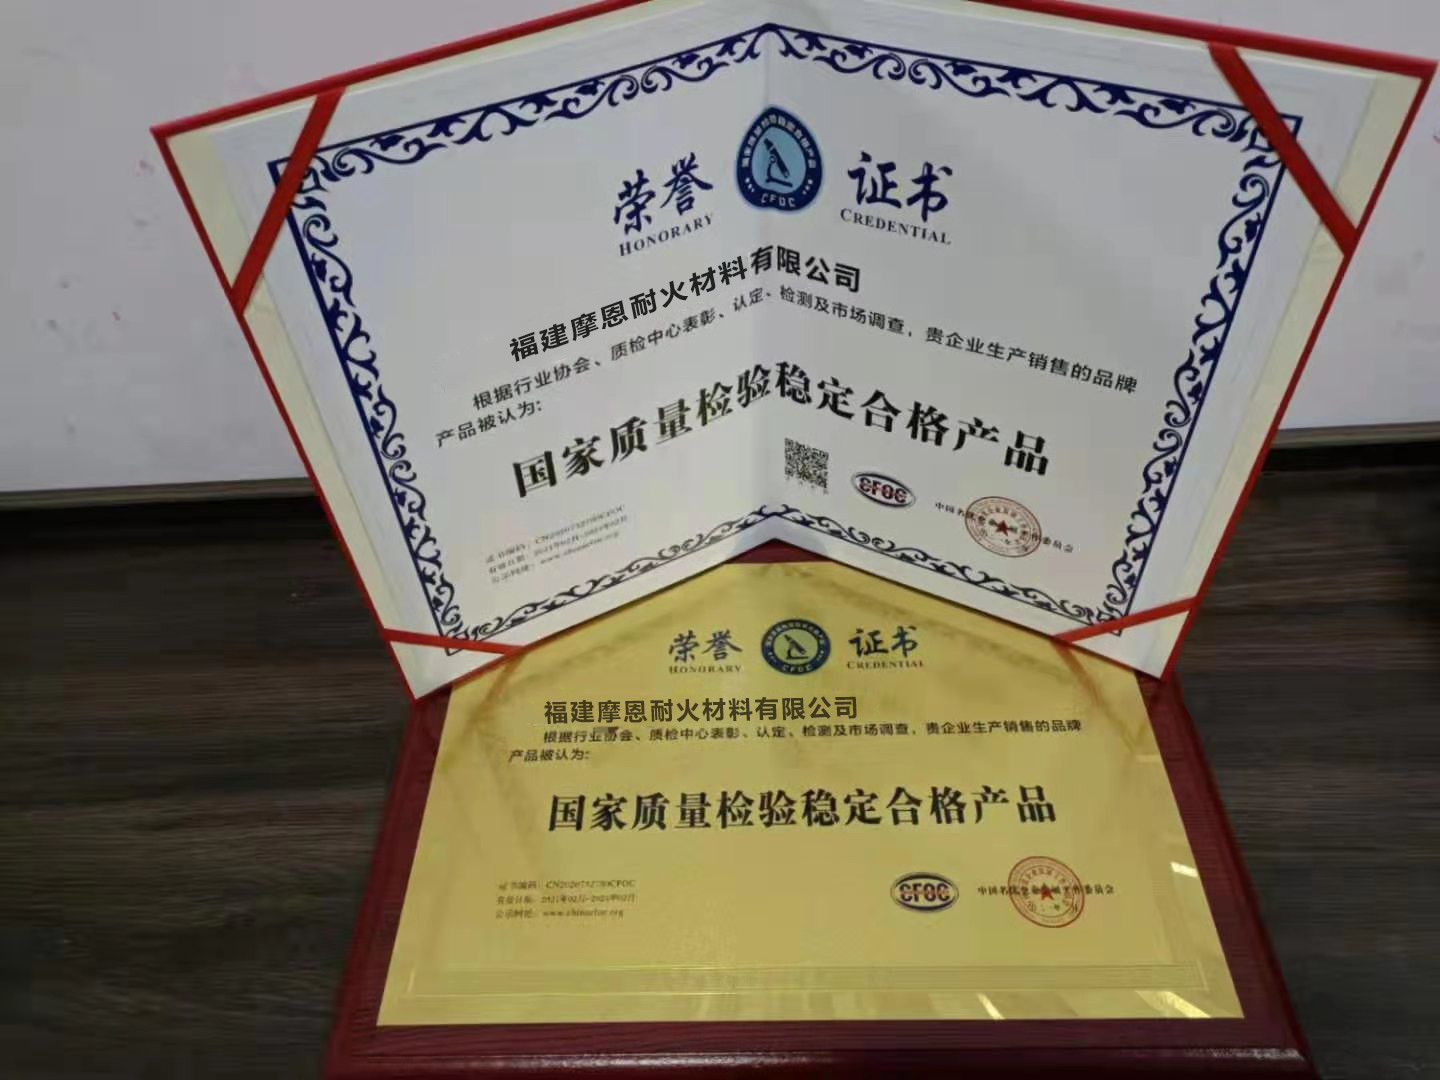 荣誉 证书
HONORARY CREDENTIAL
CFOC
福建摩恩耐火材料有限公司
根据行业协会、质检中心表彰、认定、检测及市场调查，贵企业生产销售的品牌
产品被认为:
国家质量检验稳定合格产品
CFOC
荣誉 证书
HONORARY CREDENTIAL
CFOC
福建摩恩耐火材料有限公司
根据行业协会、质检中心表彰、认定、检测及市场调查，贵企业生产销售的品牌
产品被认为:
国家质量检验稳定合格产品
CFOC